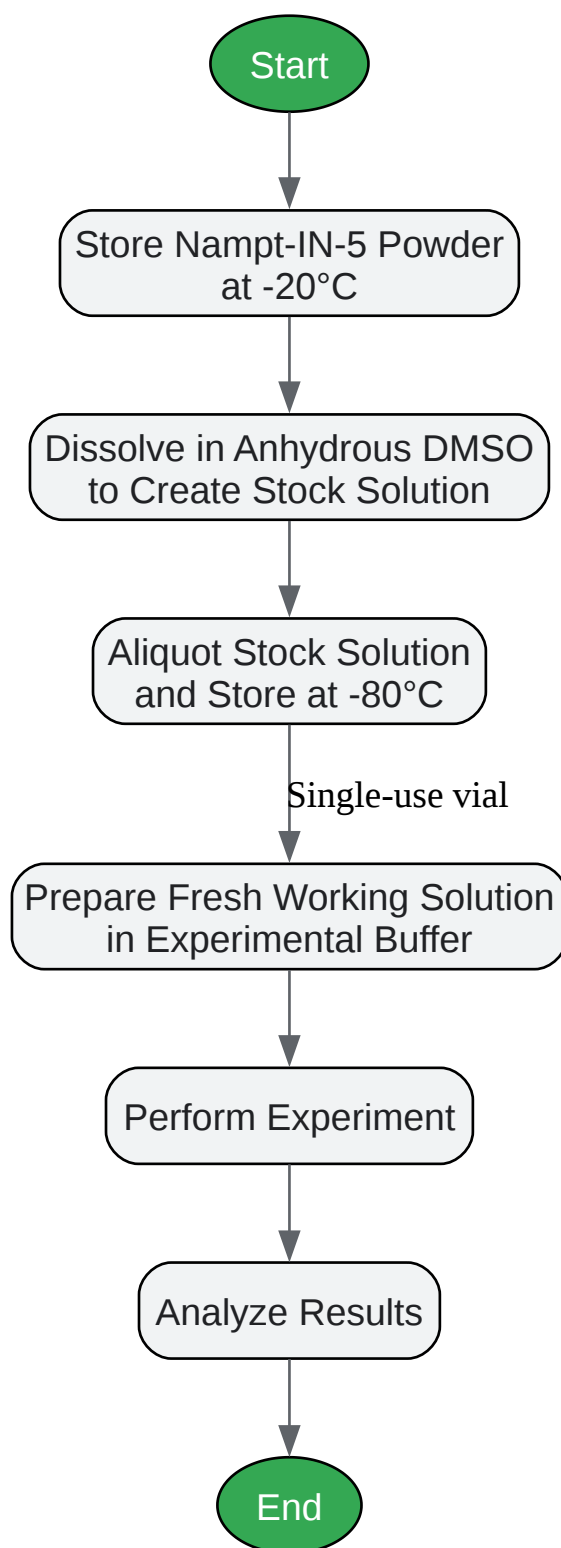 Start
Store Nampt-IN-5 Powder
at -20°C
Dissolve in Anhydrous DMSO
to Create Stock Solution
Aliquot Stock Solution
and Store at -80°C
Single-use vial
Prepare Fresh Working Solution
in Experimental Buffer
Perform Experiment
Analyze Results
End